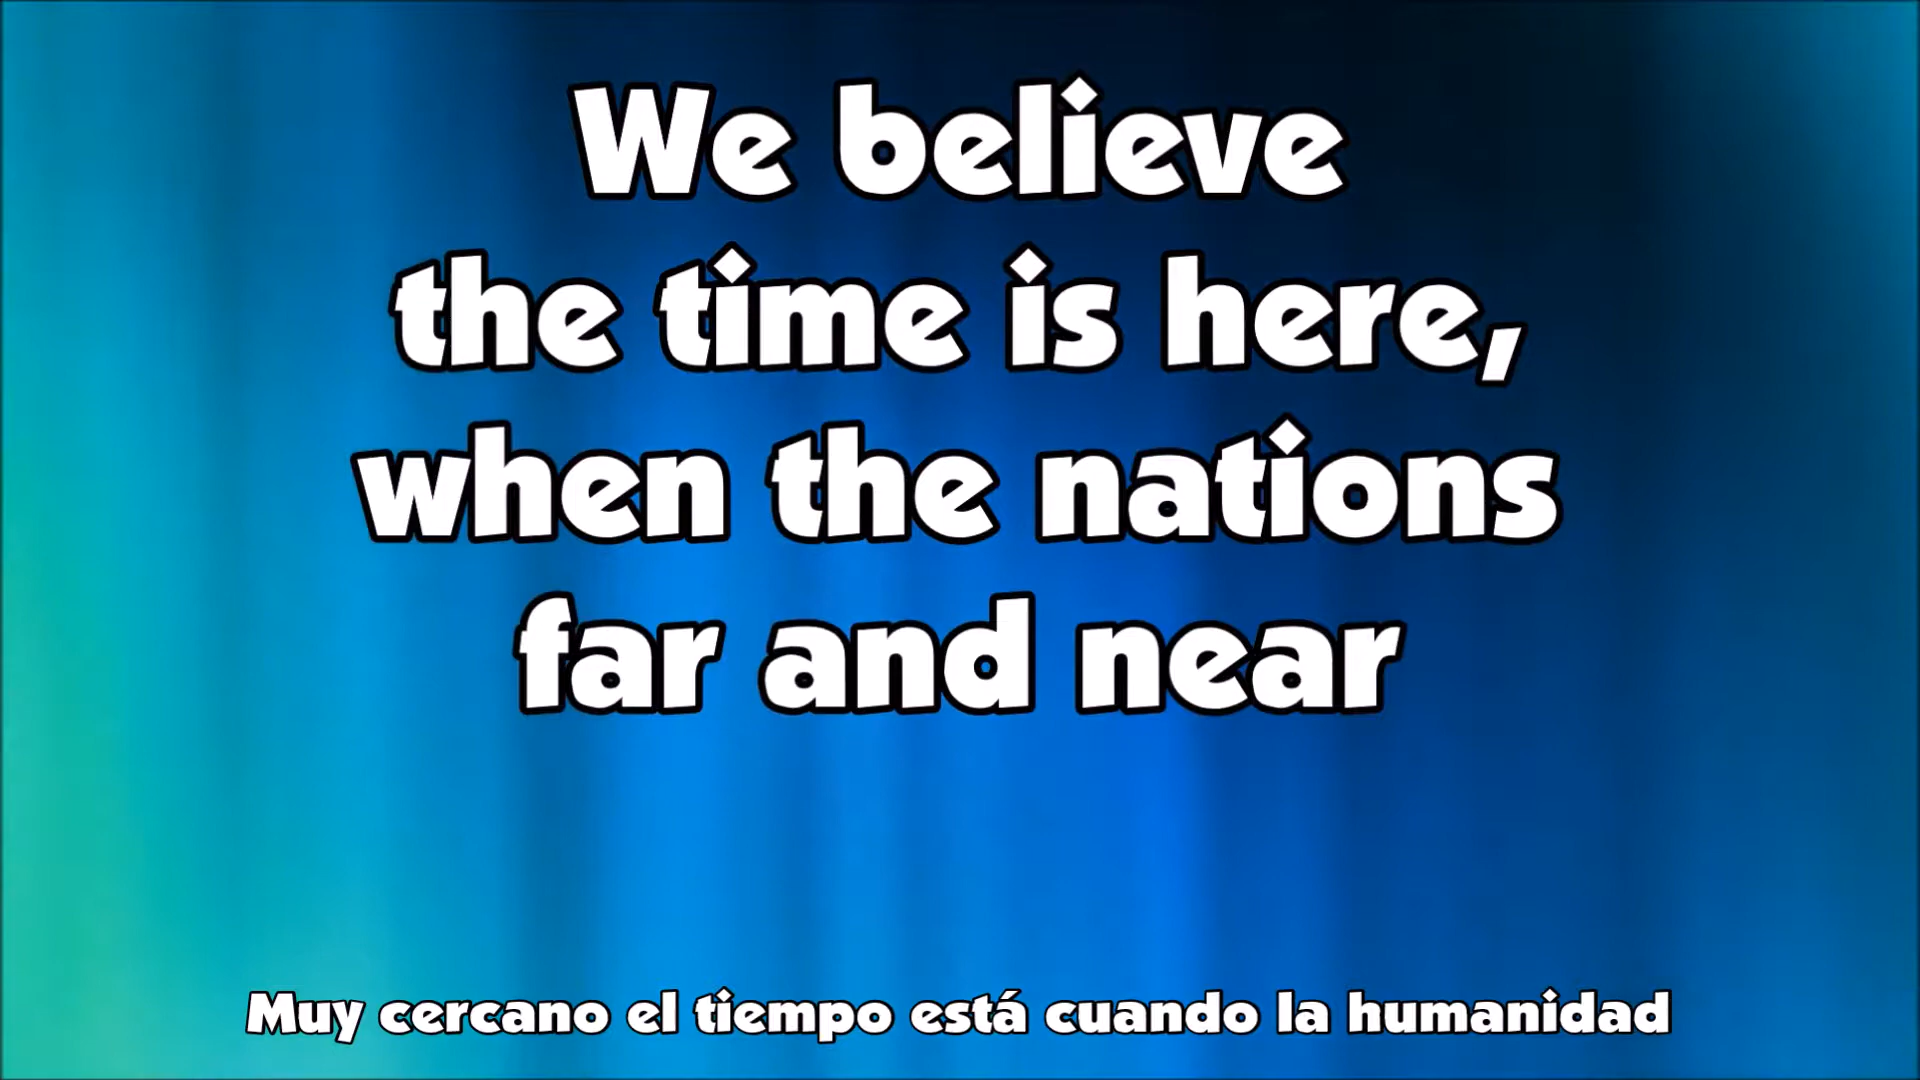 We believe
the time is here,
when the nations
far and near
Muy cercano el tiempo está cuando la humanidad